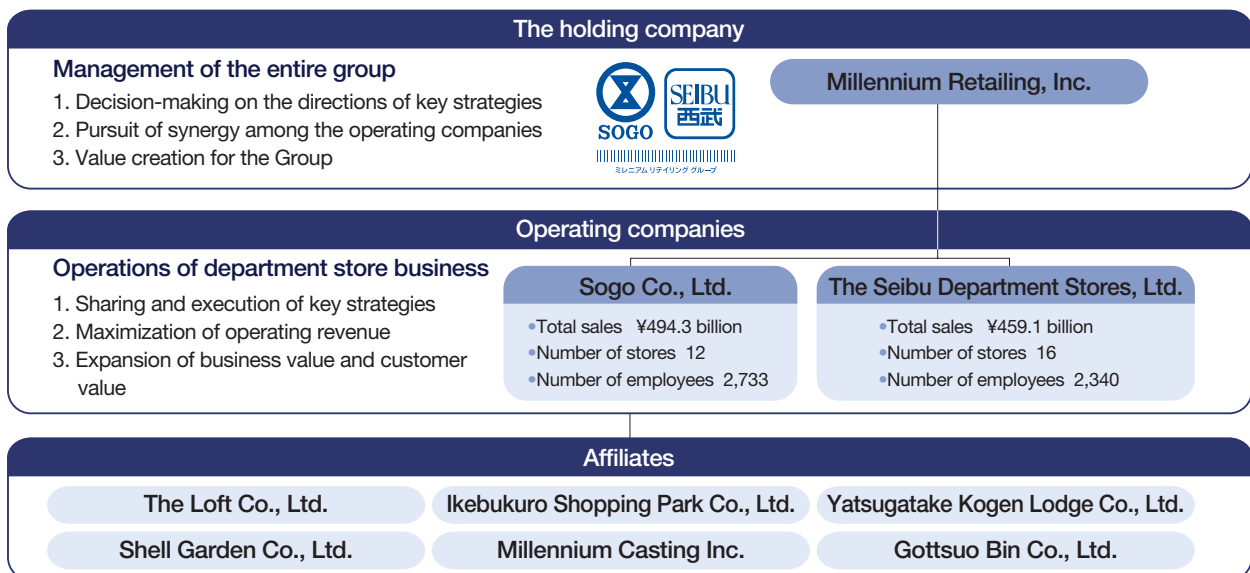 The holding company
Management of the entire group
1. Decision-making on the directions of key strategies
2. Pursuit of synergy among the operating companies
3. Value creation for the Group
SOGO
SEIBU
西武
ミレニアム リテイリング グループ
Millennium Retailing, Inc.
Operating companies
Operations of department store business
1. Sharing and execution of key strategies
2. Maximization of operating revenue
3. Expansion of business value and customer
value
Sogo Co., Ltd.
•Total sales ¥494.3 billion
•Number of stores 12
•Number of employees 2,733
The Seibu Department Stores, Ltd.
•Total sales ¥459.1 billion
•Number of stores 16
•Number of employees 2,340
Affiliates
The Loft Co., Ltd.
Ikebukuro Shopping Park Co., Ltd.
Yatsugatake Kogen Lodge Co., Ltd.
Shell Garden Co., Ltd.
Millennium Casting Inc.
Gottsuo Bin Co., Ltd.